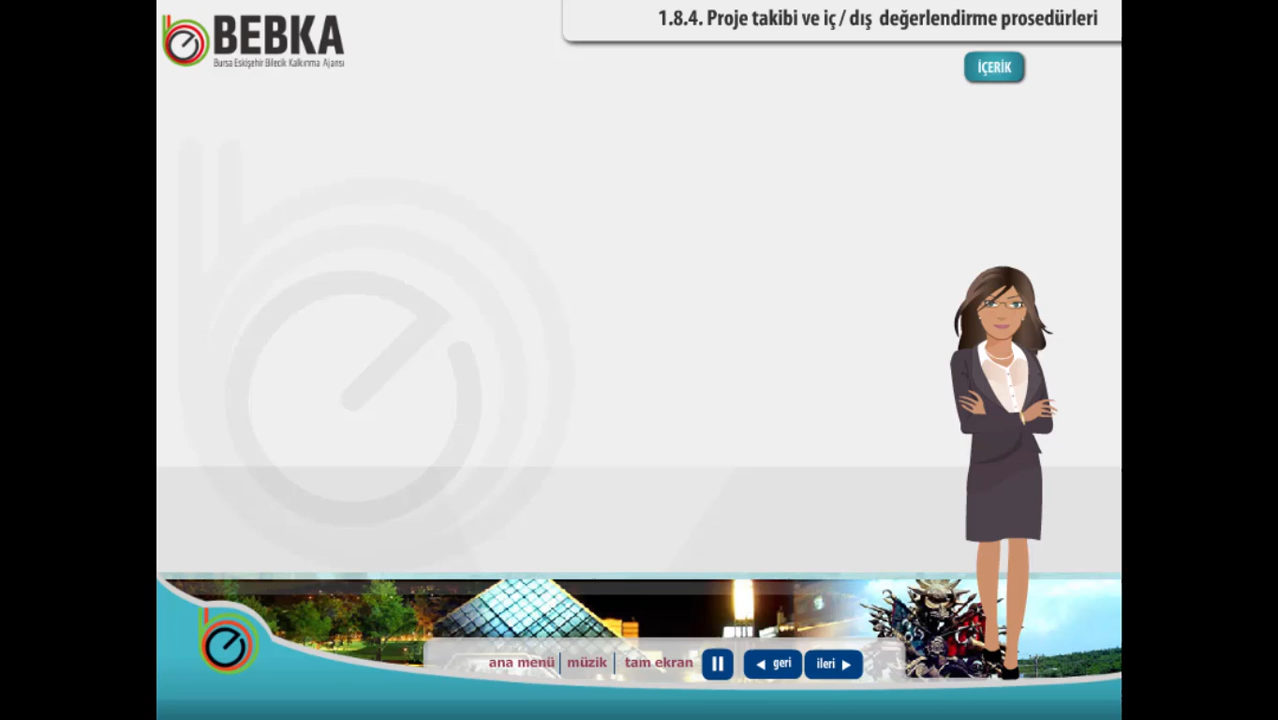 BEBKA
Bursa Eskişehir Bilecik Kalkınma Ajansı
1.8.4. Proje takibi ve iç / dış değerlendirme prosedürleri
İÇERİK
ana menü müzik tam ekran geri ileri